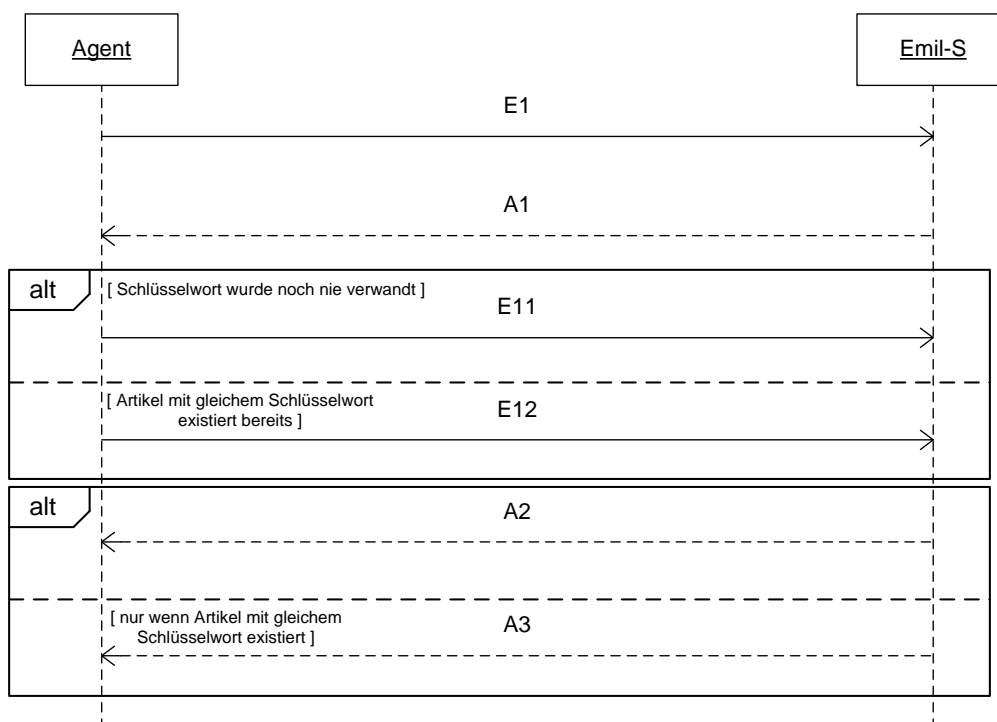 Agent
Emil-S
E1
A1
alt
[ Schlüsselwort wurde noch nie verwandt ]
E11
[ Artikel mit gleichem Schlüsselwort
existiert bereits ]
E12
alt
A2
[ nur wenn Artikel mit gleichem
Schlüsselwort existiert ]
A3